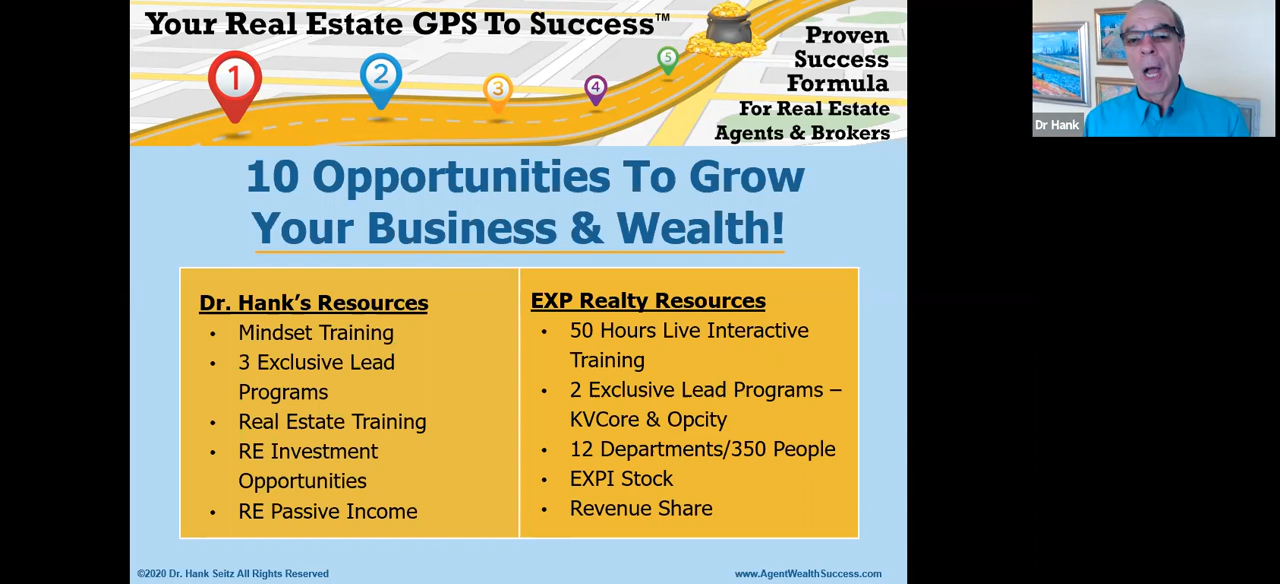 Your Real Estate GPS To Success™
1
2
3
4
5
Proven
Success
Formula
For Real Estate
Agents & Brokers
Dr Hank
10 Opportunities To Grow
Your Business & Wealth!
Dr. Hank's Resources
• Mindset Training
• 3 Exclusive Lead
Programs
• Real Estate Training
• RE Investment
Opportunities
• RE Passive Income
EXP Realty Resources
• 50 Hours Live Interactive
Training
• 2 Exclusive Lead Programs –
KVCore & Opcity
• 12 Departments/350 People
• EXPI Stock
• Revenue Share
©2020 Dr. Hank Seitz All Rights Reserved
www.AgentWealthSuccess.com